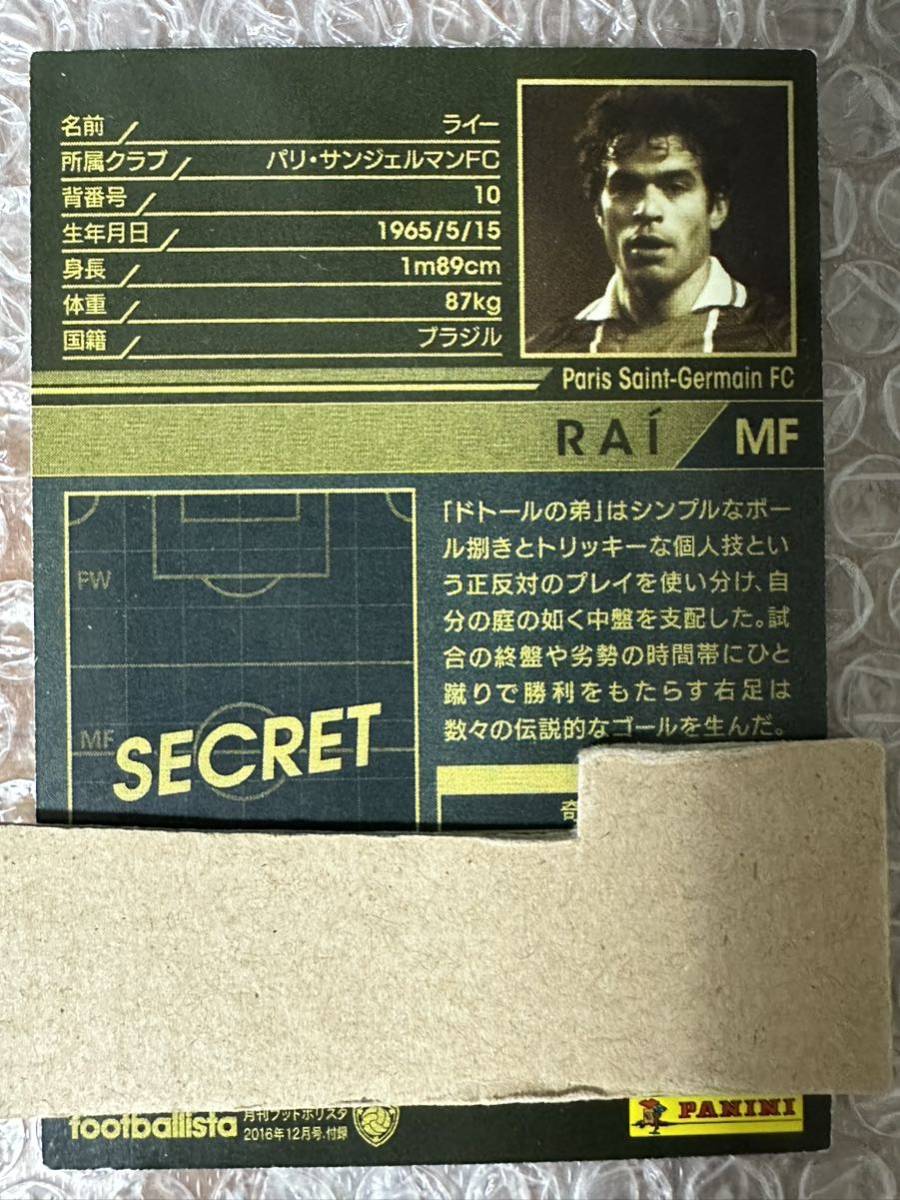 名前 ライー
所属クラブ パリ・サンジェルマンFC
背番号 10
生年月日 1965/5/15
身長 1m89cm
体重 87kg
国籍 ブラジル
Paris Saint-Germain FC
RAÍ MF
「ドトールの弟」はシンプルなボー
ル捌きとトリッキーな個人技とい
う正反対のプレイを使い分け、自
分の庭の如く中盤を支配した。試
合の終盤や劣勢の時間帯にひと
蹴りで勝利をもたらす右足は
数々の伝説的なゴールを生んだ。
FW
MF
SECRET
奇
footballista
月刊フットボリスタ
2016年12月号付録
PANINI